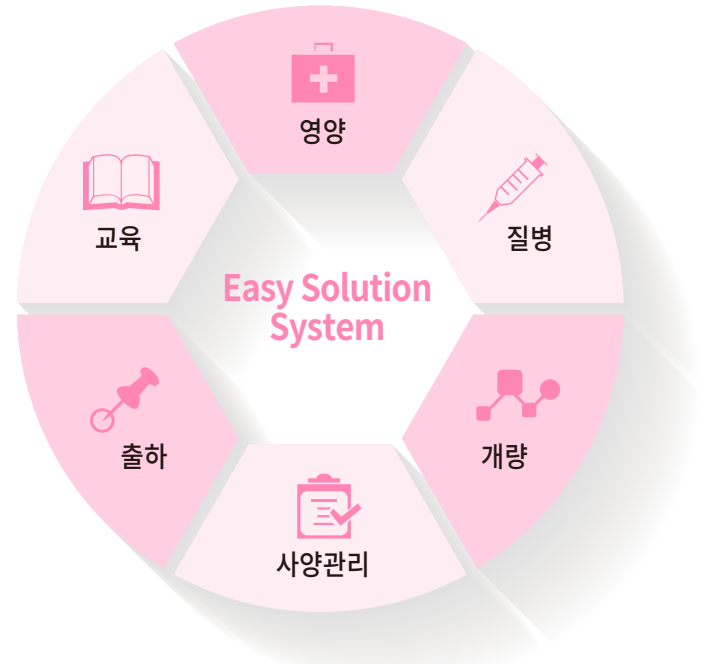 영양
교육
질병
Easy Solution
System
출하
개량
사양관리